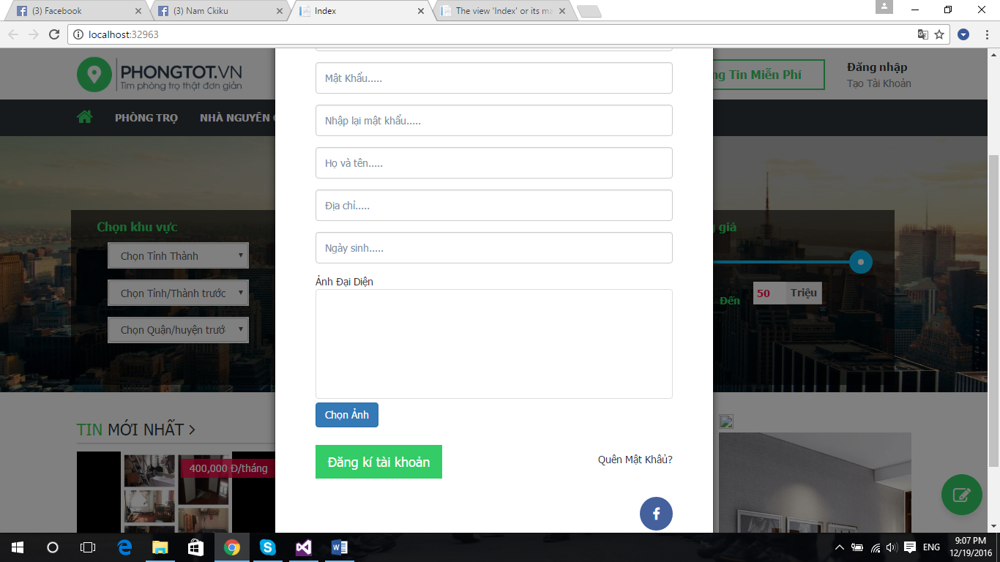 (3) Facebook
(3) Nam Ckiku
Index
The view 'Index' or its ma
localhost:32963
PHONGTOT.VN
Tìm phòng trọ thật đơn giản
ng Tin Miễn Phí
Đăng nhập
Tạo Tài Khoản
PHÒNG TRỌ
NHÀ NGUYÊN
Mật Khẩu.....
Nhập lại mật khẩu.....
Họ và tên.....
Địa chỉ.....
Ngày sinh.....
Ảnh Đại Diện
Chọn Ảnh
Đăng kí tài khoản
Quên Mật Khẩu?
Chọn khu vực
Chọn Tỉnh Thành
Chọn Tỉnh/Thành trước
Chọn Quận/huyện trướ
giá
Đến
50
Triệu
TIN MỚI NHẤT
400,000 Đ/tháng
ENG
9:07 PM
12/19/2016